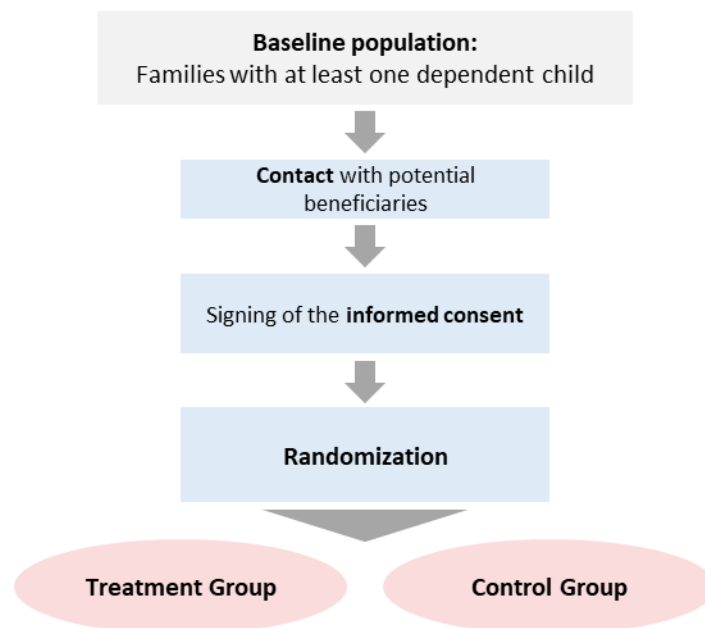 Baseline population:
Families with at least one dependent child
Contact with potential
beneficiaries
Signing of the informed consent
Randomization
Treatment Group
Control Group